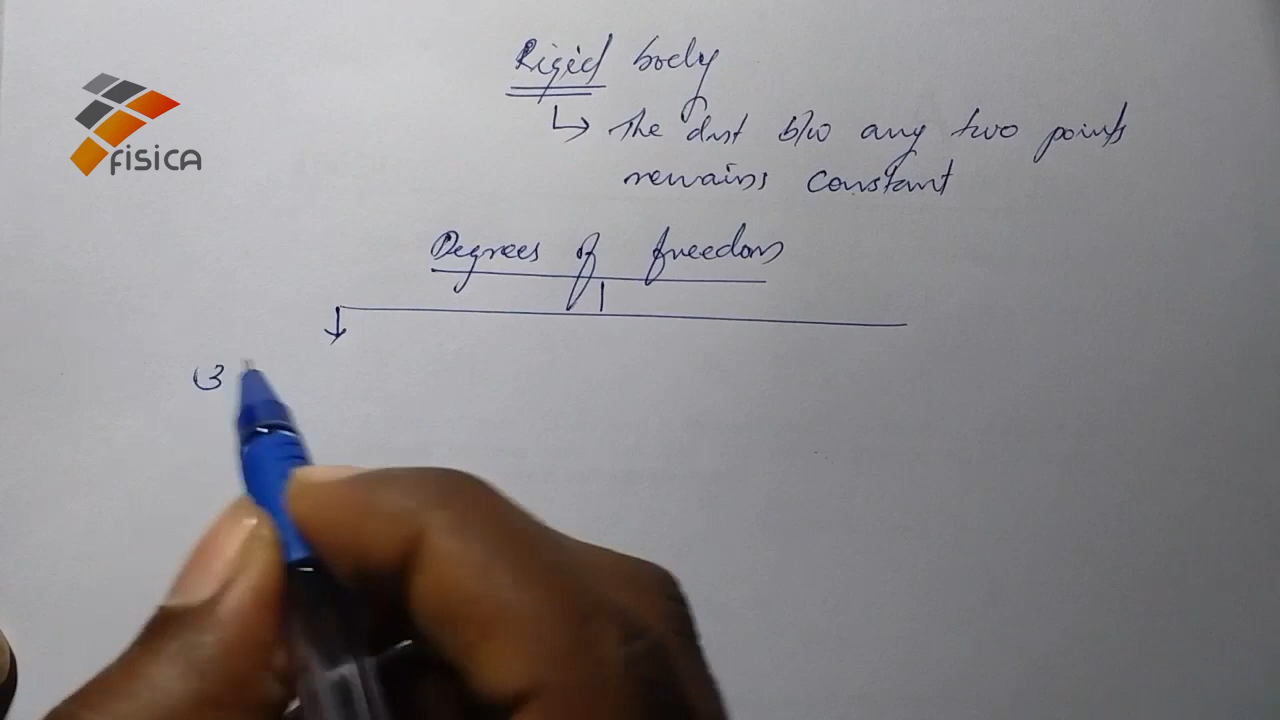 fisica
Rigid body
↳ The dist b/w any two points
remains constant
Degrees of freedom
3